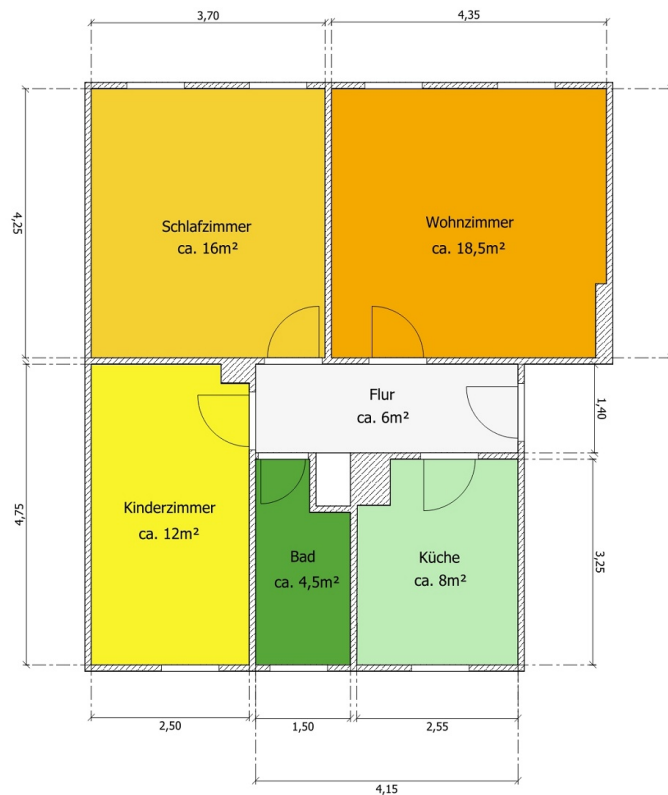 3,70
4,35
4,25
Schlafzimmer
ca. 16m²
Wohnzimmer
ca. 18,5m²
Flur
ca. 6m²
1,40
4,75
Kinderzimmer
ca. 12m²
Bad
ca. 4,5m²
Küche
ca. 8m²
3,25
2,50
1,50
2,55
4,15